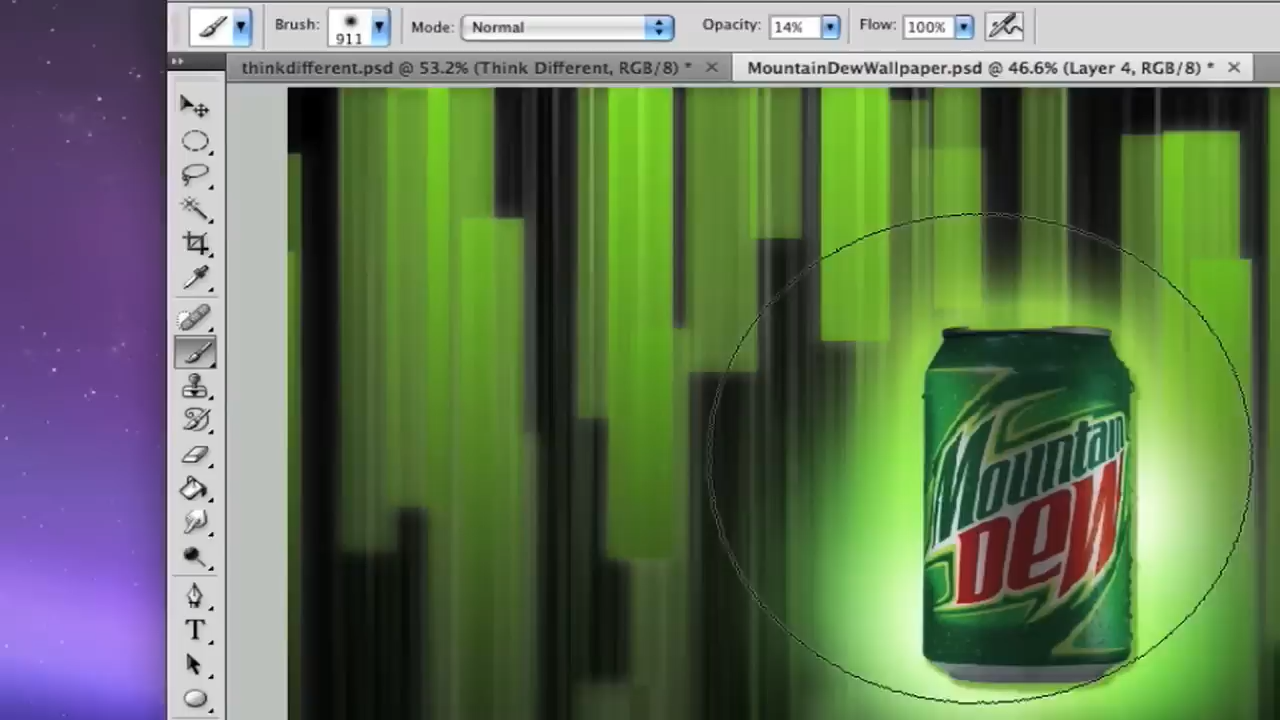 Brush: 911 Mode: Normal Opacity: 14% Flow: 100%
thinkdifferent.psd @ 53.2% (Think Different, RGB/8) * MountainDewWallpaper.psd @ 46.6% (Layer 4, RGB/8) *
Mountain
Dew
T